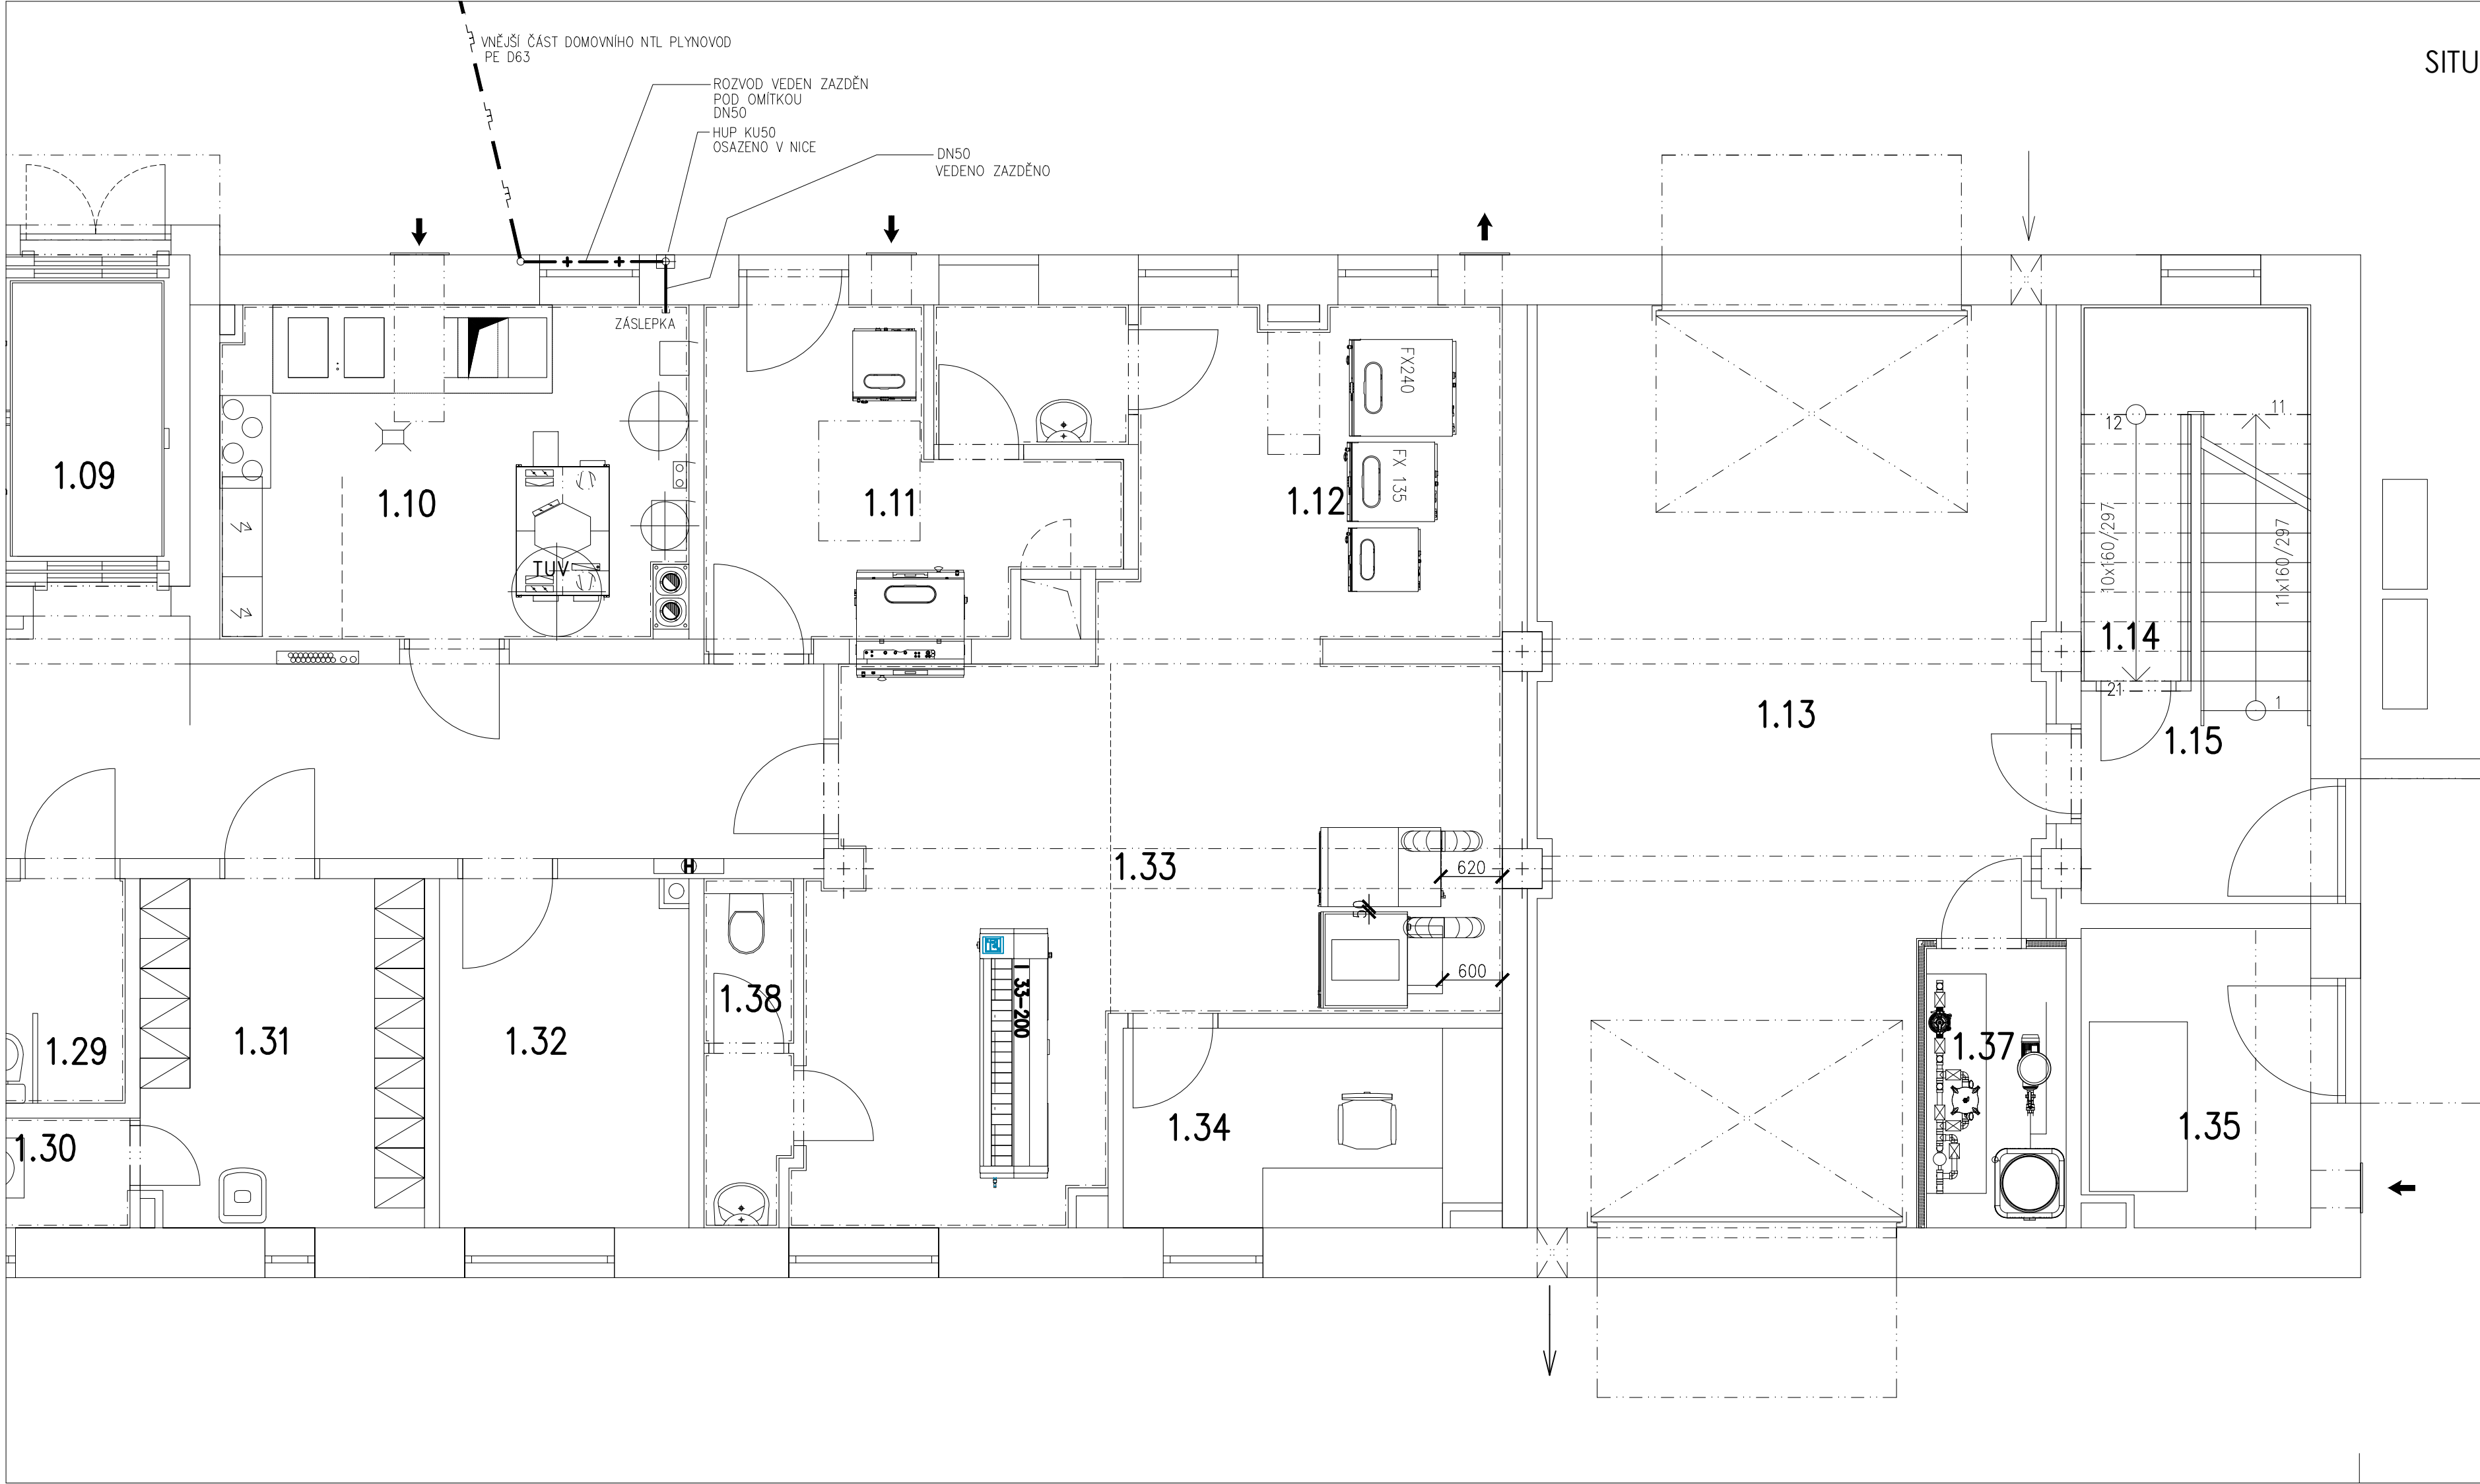 VNĚJŠÍ ČÁST DOMOVNÍHO NTL PLYNOVOD
PE D63
SITU
ROZVOD VEDEN ZAZDĚN
POD OMÍTKOU
DN50
HUP KU50
OSAZENO V NICE
DN50
VEDENO ZAZDĚNO
ZÁSLEPKA
FX240
FX 135
12
11
1.09
1.10
1.11
1.12
10x160/297
11x160/297
TUV
1.14
21
1
1.13
1.15
H
1.33
620
50
600
33-200
1.38
1.29
1.31
1.32
1.37
1.34
1.35
1.30